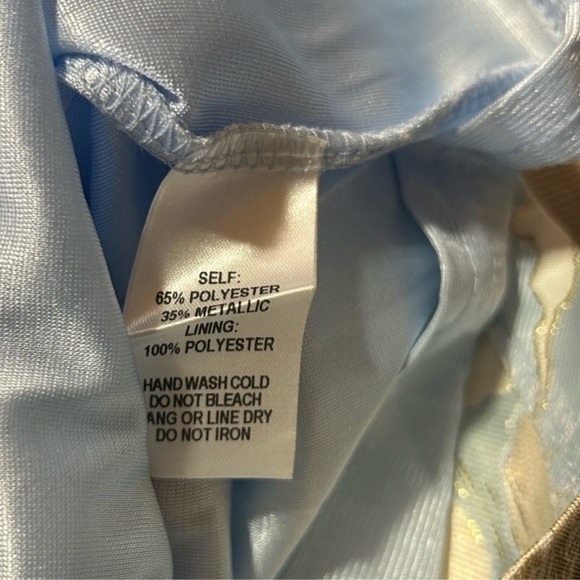 SELF:
65% POLYESTER
35% METALLIC
LINING:
100% POLYESTER
HAND WASH COLD
DO NOT BLEACH
ANG OR LINE DRY
DO NOT IRON